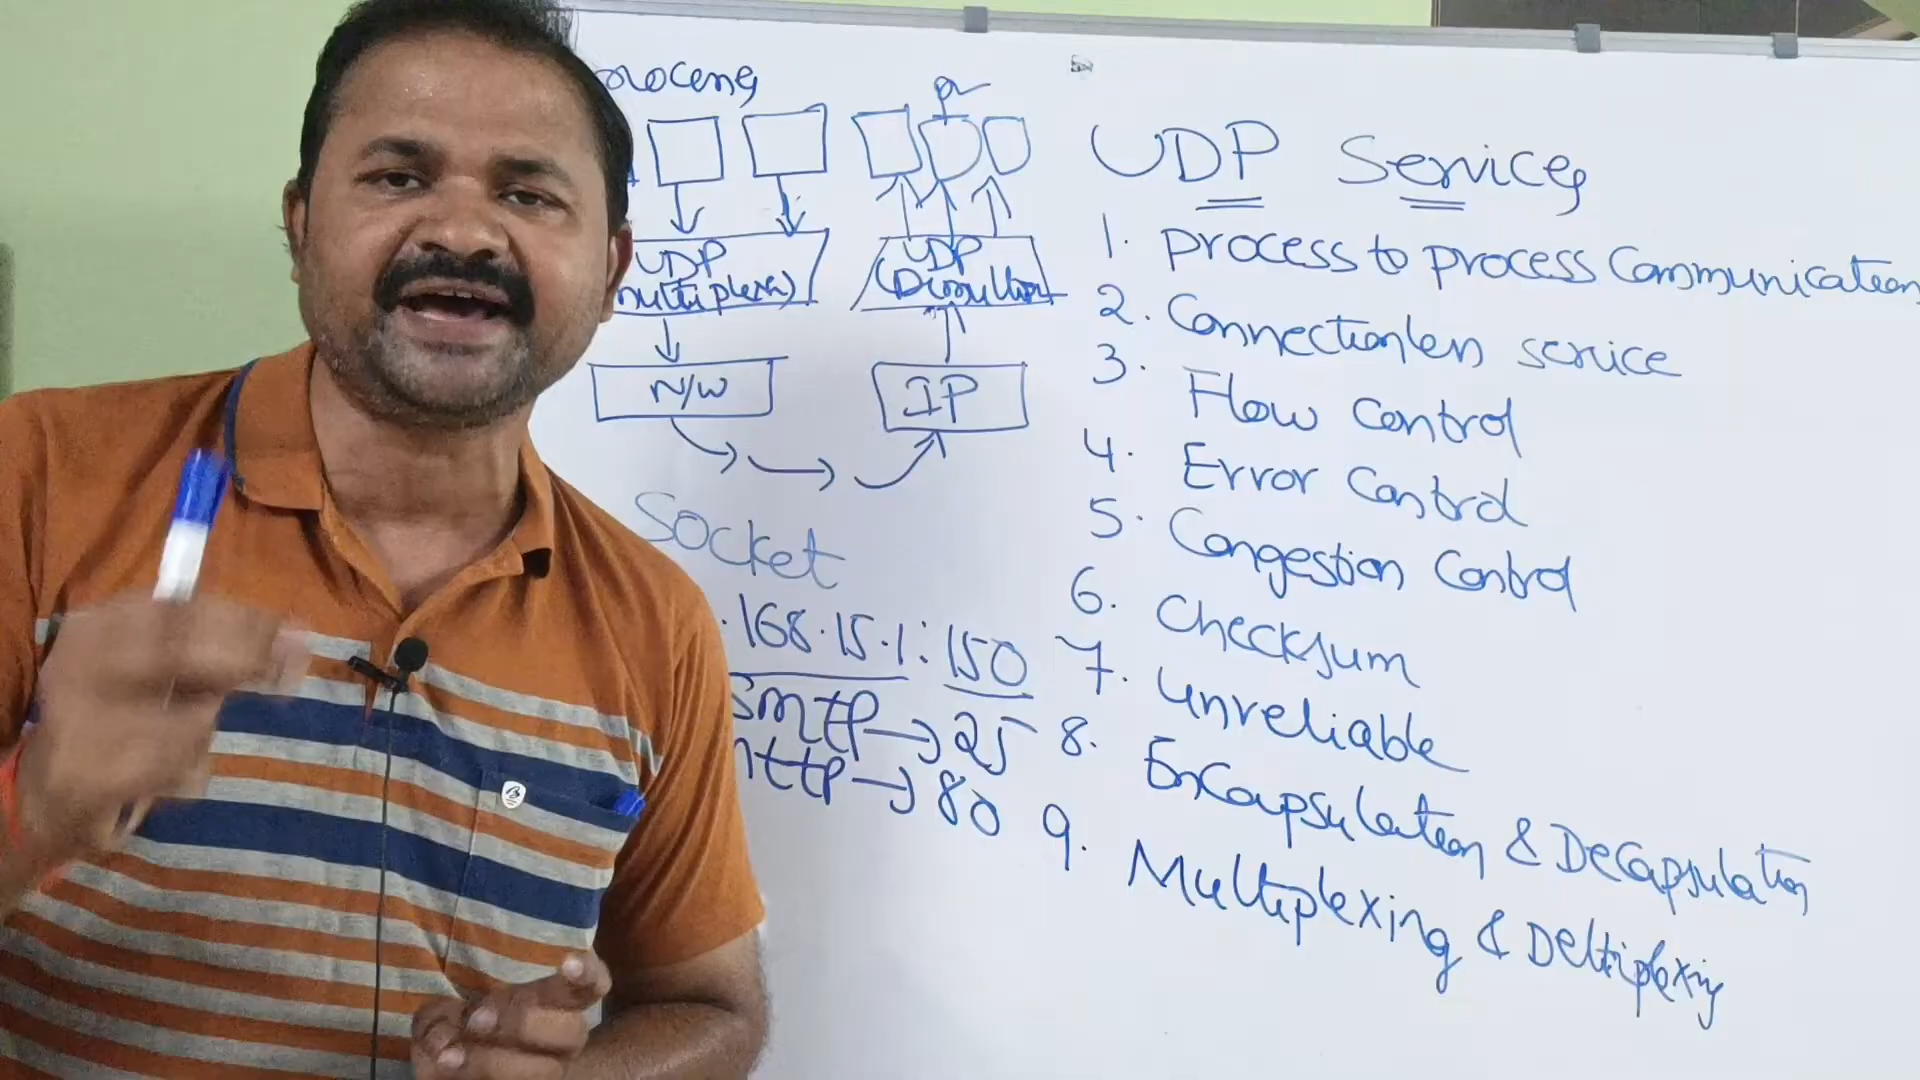 UDP Services
1. process to process Communication
2. Connectionless service
3. Flow Control
4. Error Control
5. Congestion Control
6. Checksum
7. unreliable
8. Encapsulation & Decapsulation
9. Multiplexing & Deltiplexing
UDP
UDP
N/W
IP
Socket
.168.15.1:150
smtp → 25
http → 80